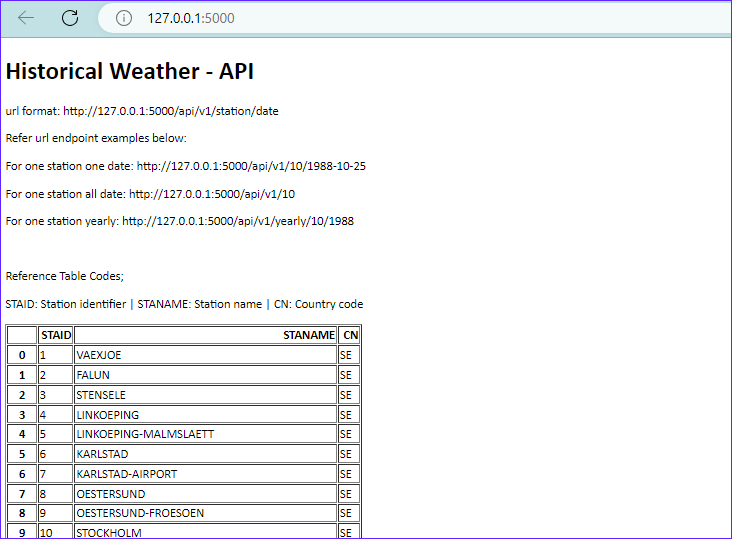 127.0.0.1:5000
Historical Weather - API
url format: http://127.0.0.1:5000/api/v1/station/date
Refer url endpoint examples below:
For one station one date: http://127.0.0.1:5000/api/v1/10/1988-10-25
For one station all date: http://127.0.0.1:5000/api/v1/10
For one station yearly: http://127.0.0.1:5000/api/v1/yearly/10/1988
Reference Table Codes;
STAID: Station identifier | STANAME: Station name | CN: Country code
STAID STANAME CN
0 1 VAEXJOE SE
1 2 FALUN SE
2 3 STENSELE SE
3 4 LINKOEPING SE
4 5 LINKOEPING-MALMSLAETT SE
5 6 KARLSTAD SE
6 7 KARLSTAD-AIRPORT SE
7 8 OESTERSUND SE
8 9 OESTERSUND-FROESOEN SE
9 10 STOCKHOLM SE